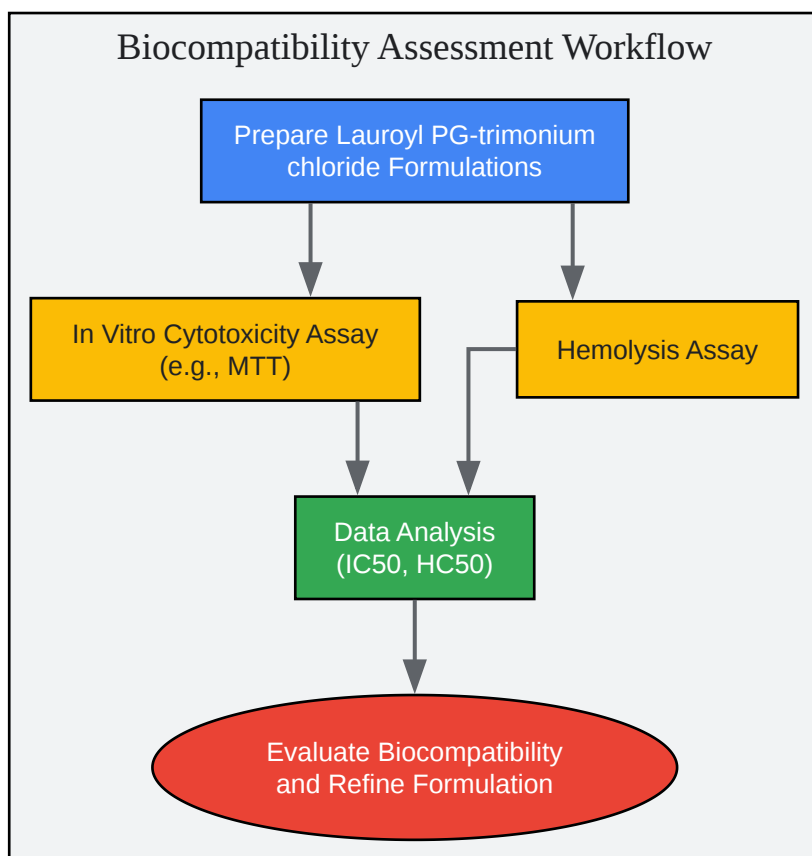 Biocompatibility Assessment Workflow
Prepare Lauroyl PG-trimonium
chloride Formulations
In Vitro Cytotoxicity Assay
(e.g., MTT)
Hemolysis Assay
Data Analysis
(IC50, HC50)
Evaluate Biocompatibility
and Refine Formulation